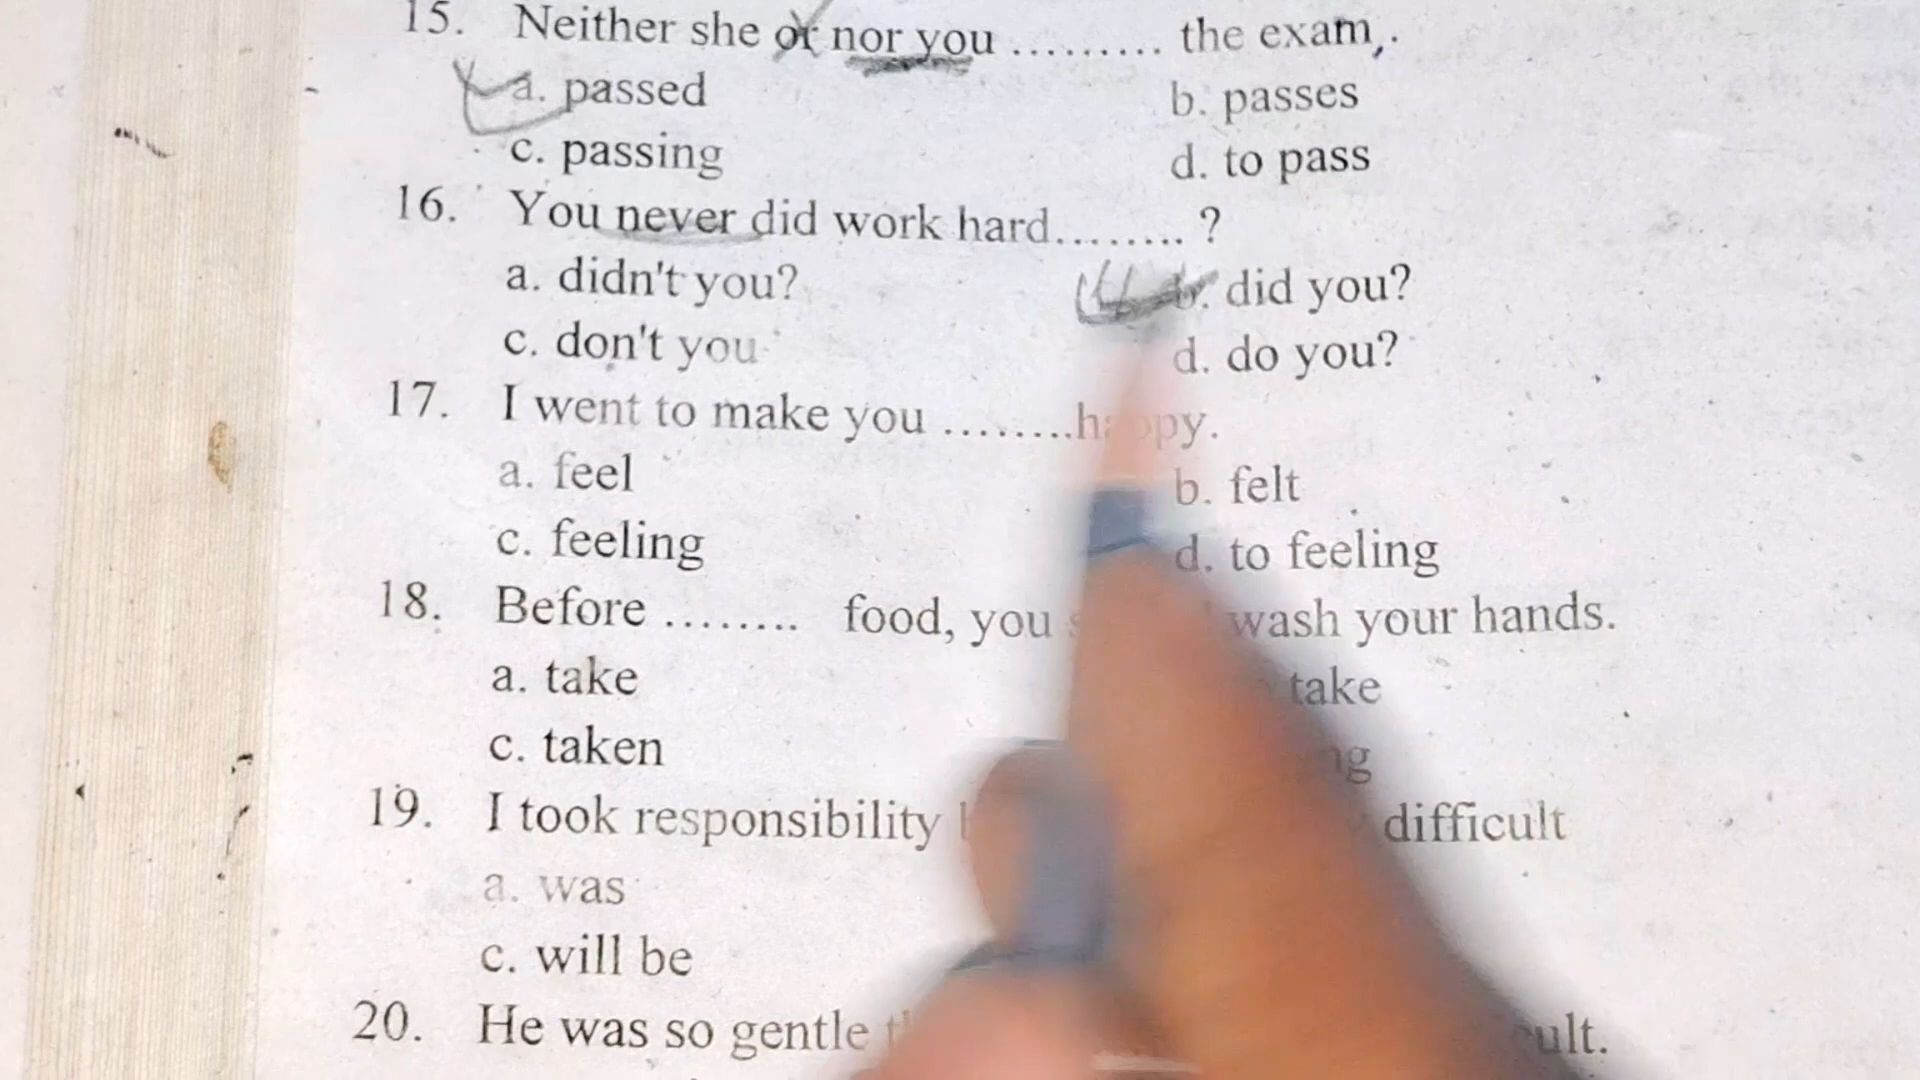 15. Neither she or nor you ......... the exam,.
a. passed b. passes
c. passing d. to pass
16. You never did work hard........ ?
a. didn't you? b. did you?
c. don't you d. do you?
17. I went to make you ........happy.
a. feel b. felt
c. feeling d. to feeling
18. Before ........ food, you wash your hands.
a. take take
c. taken
19. I took responsibility difficult
a. was
c. will be
20. He was so gentle